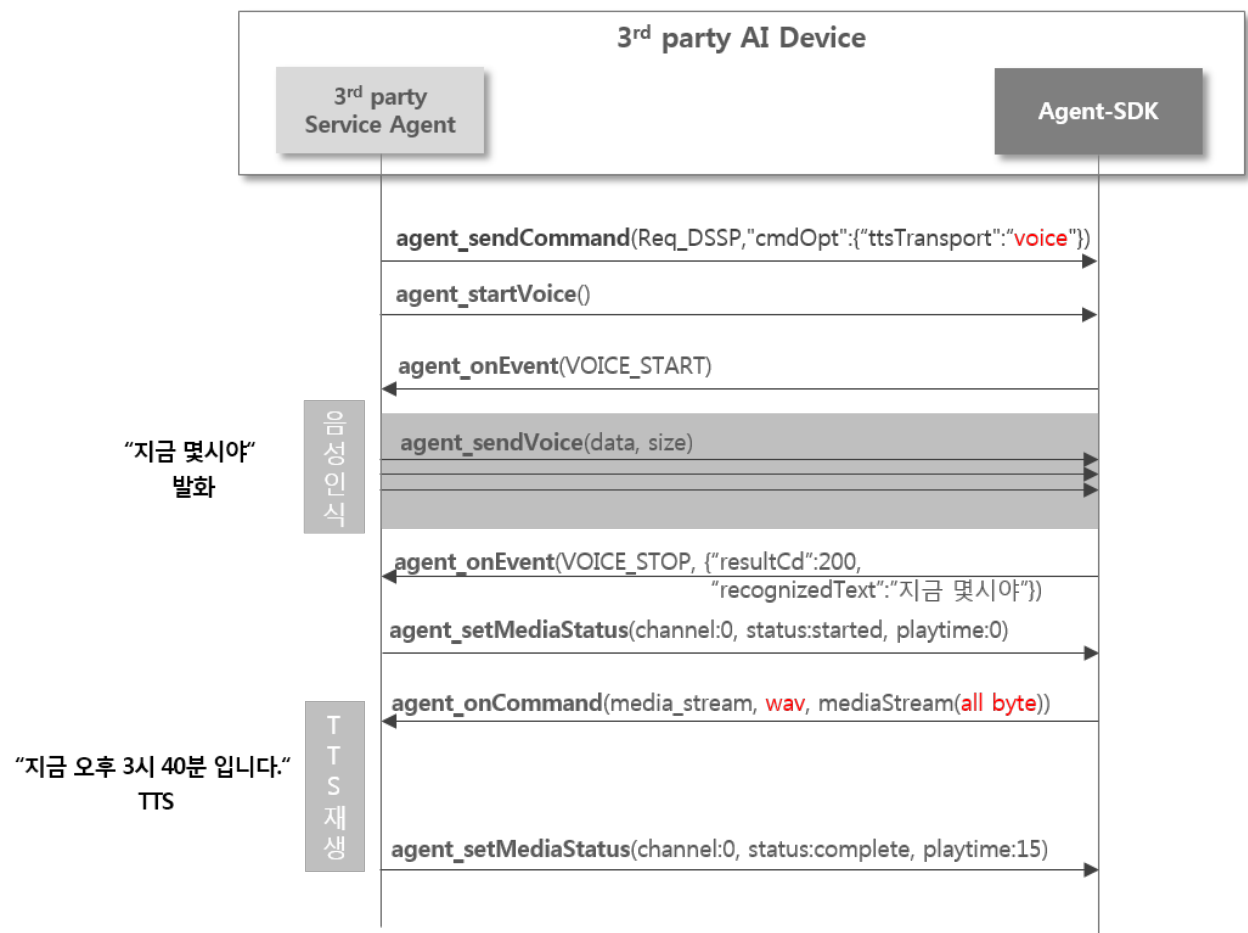 3rd party AI Device
3rd party
Service Agent
Agent-SDK
agent_sendCommand(Req_DSSP,"cmdOpt":{“ttsTransport":“voice"})
agent_startVoice()
agent_onEvent(VOICE_START)
음성인식
“지금 몇시야“
발화
agent_sendVoice(data, size)
agent_onEvent(VOICE_STOP, {“resultCd”:200,
“recognizedText”:”지금 몇시야”})
agent_setMediaStatus(channel:0, status:started, playtime:0)
agent_onCommand(media_stream, wav, mediaStream(all byte))
TTS재생
“지금 오후 3시 40분 입니다.“
TTS
agent_setMediaStatus(channel:0, status:complete, playtime:15)